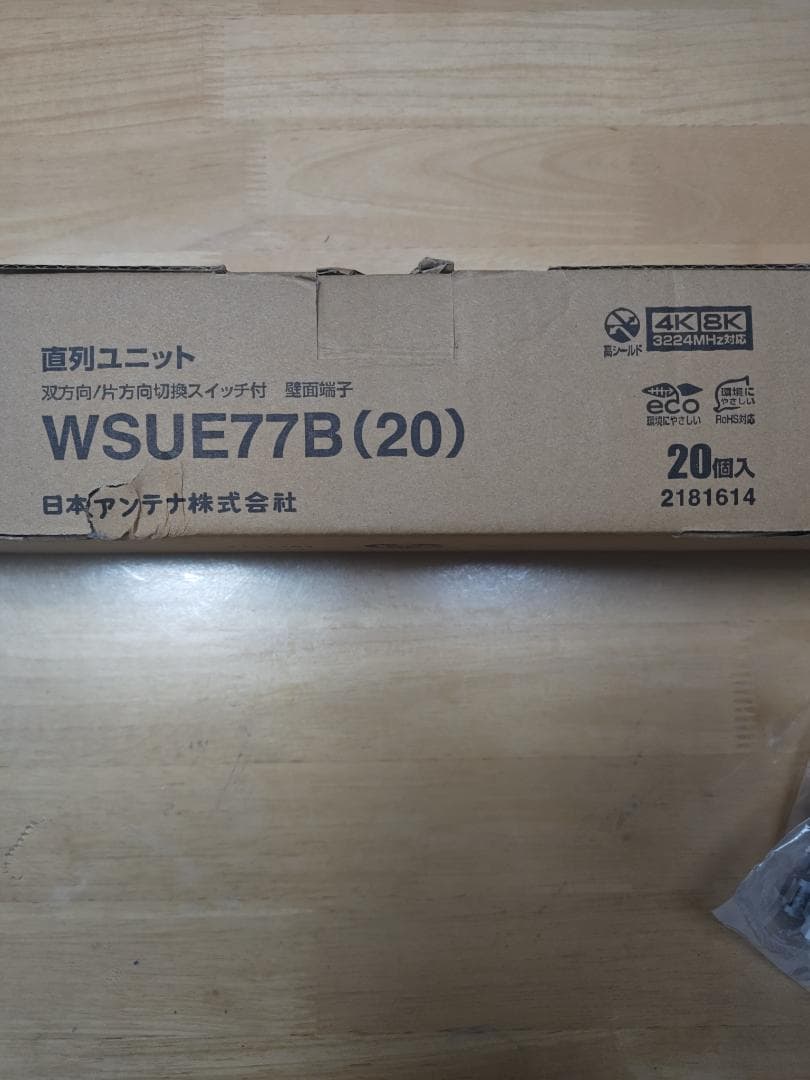 直列ユニット
双方向/片方向切換スイッチ付 壁面端子
WSUE77B(20)
日本アンテナ株式会社
高シールド
4K 8K
3224MHz対応
eco
環境にやさしい
環境に
やさしい
RoHS対応
20個入
2181614